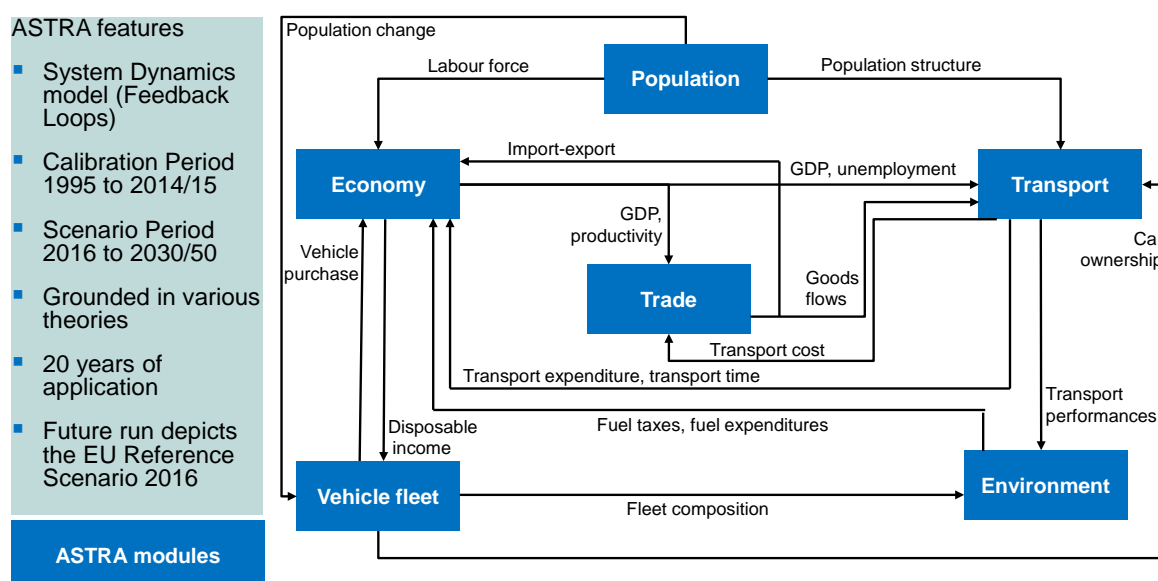 ASTRA features
System Dynamics
model (Feedback
Loops)
Calibration Period
1995 to 2014/15
Scenario Period
2016 to 2030/50
Grounded in various
theories
20 years of
application
Future run depicts
the EU Reference
Scenario 2016
ASTRA modules
Population change
Labour force
Population
Population structure
Import-export
Economy
GDP, unemployment
Transport
GDP,
productivity
Vehicle
purchase
Trade
Goods
flows
Ca
ownership
Transport cost
Transport expenditure, transport time
Transport
performances
Disposable
income
Fuel taxes, fuel expenditures
Vehicle fleet
Fleet composition
Environment